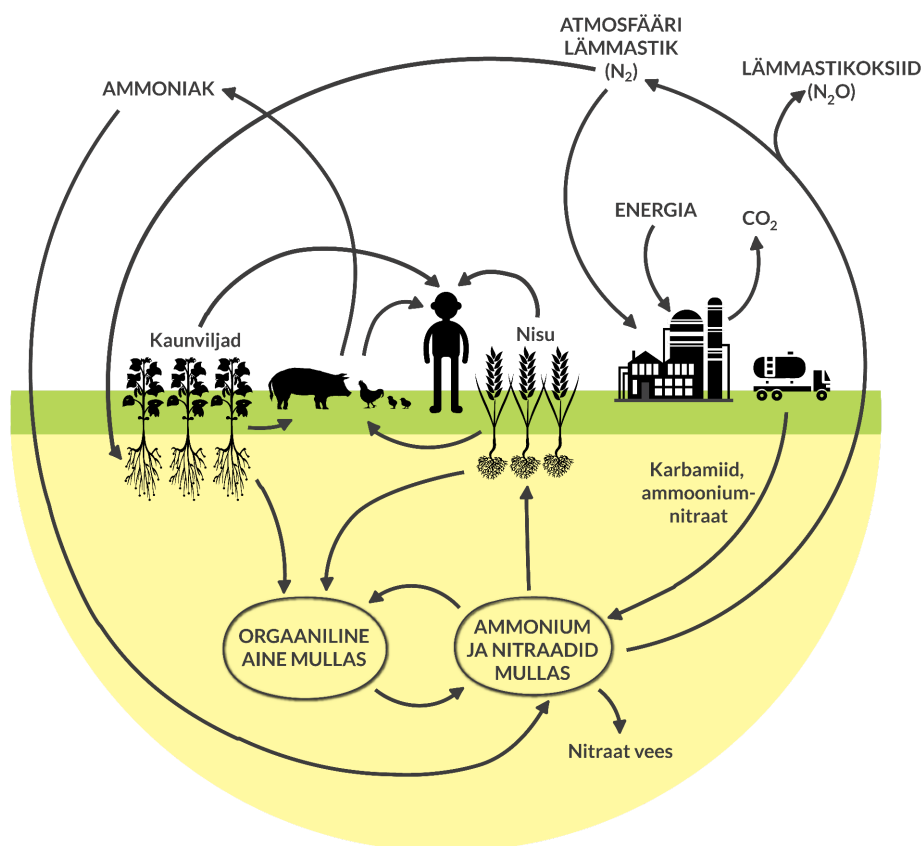 ATMOSFÄÄRI
LÄMMASTIK
(N₂)
LÄMMASTIKOKSIID
(N₂O)
AMMONIAK
ENERGIA
CO₂
Kaunviljad
Nisu
Karbamiid,
ammoonium-
nitraat
ORGAANILINE
AINE MULLAS
AMMONIUM
JA NITRAADID
MULLAS
Nitraat vees